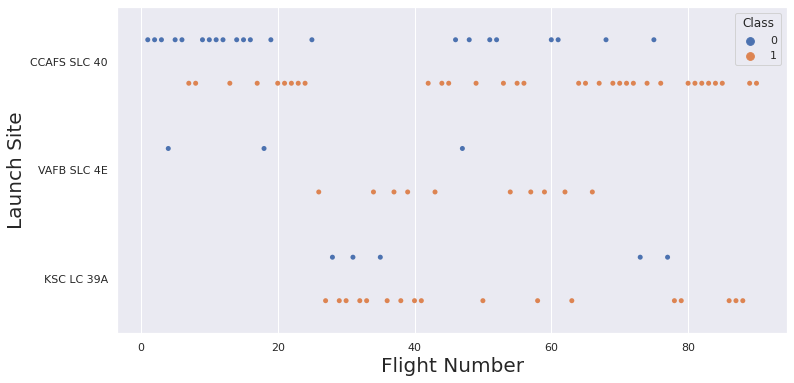 Class
0
1
CCAFS SLC 40
VAFB SLC 4E
KSC LC 39A
Launch Site
0 20 40 60 80
Flight Number